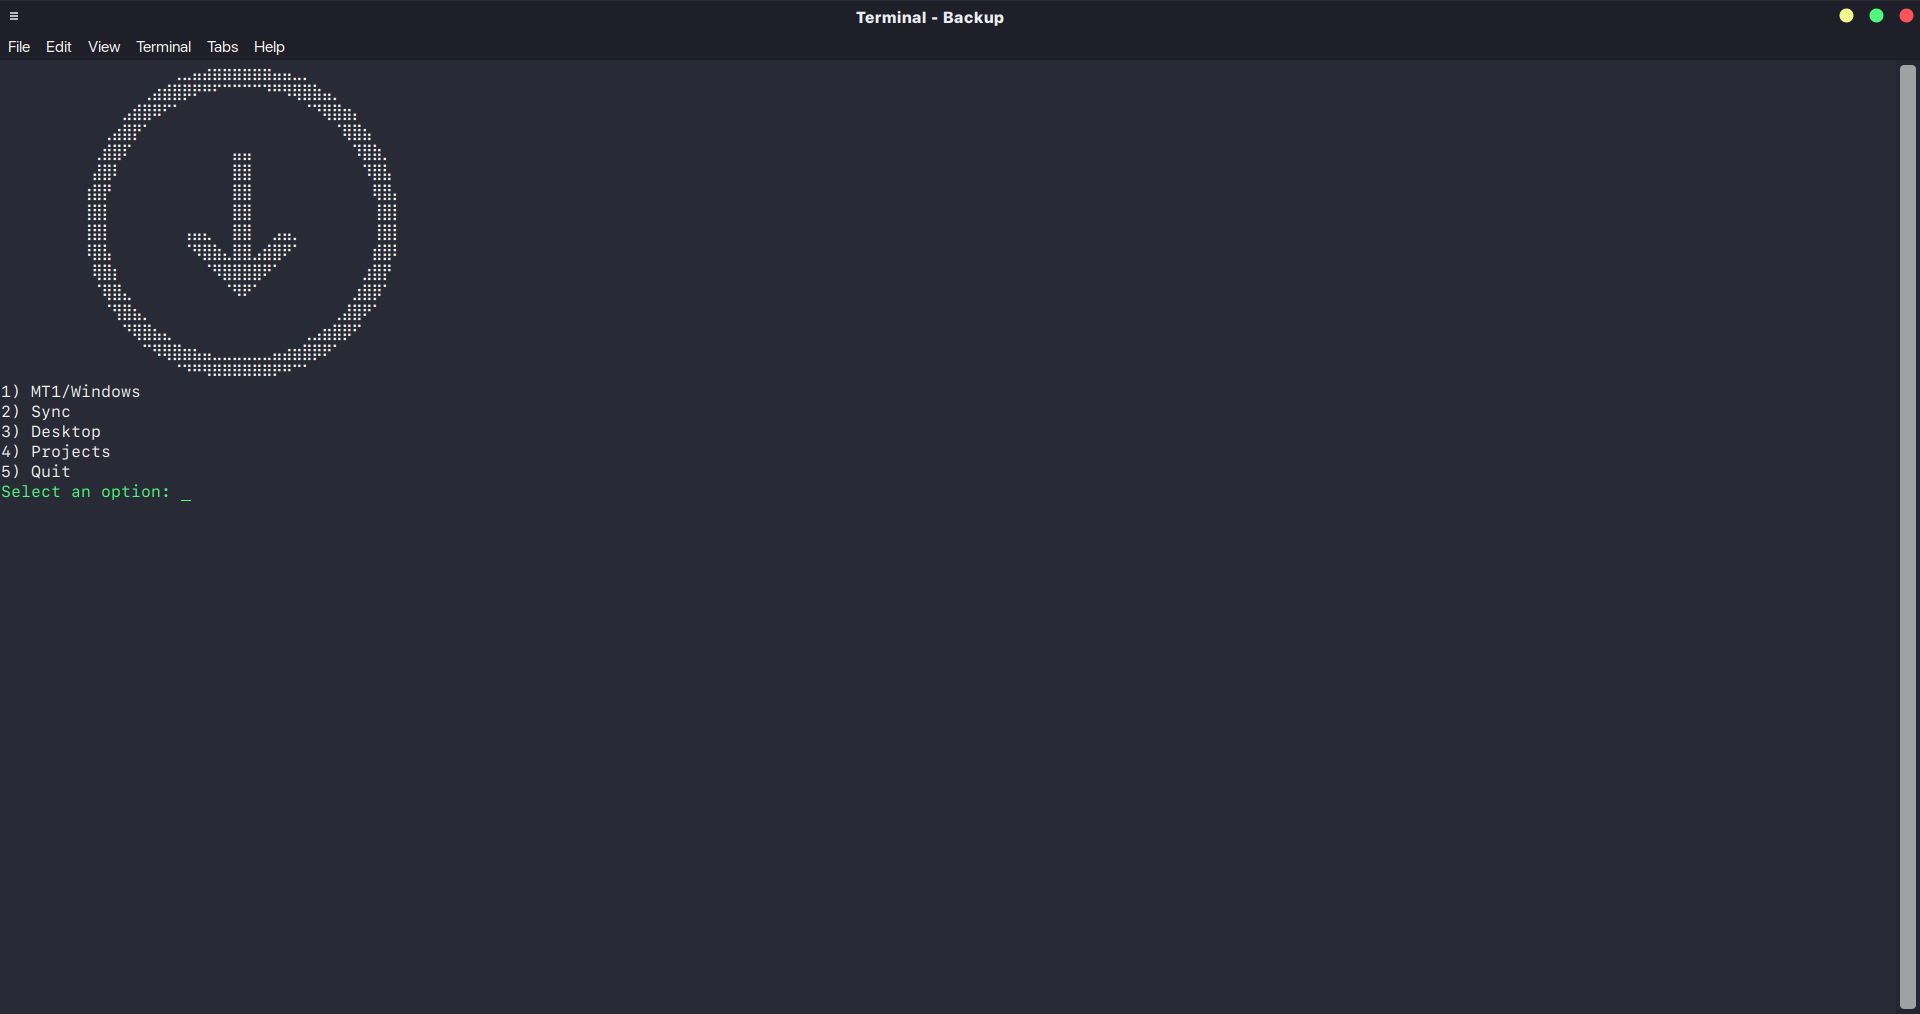 Terminal - Backup
File Edit View Terminal Tabs Help
1) MT1/Windows
2) Sync
3) Desktop
4) Projects
5) Quit
Select an option: _